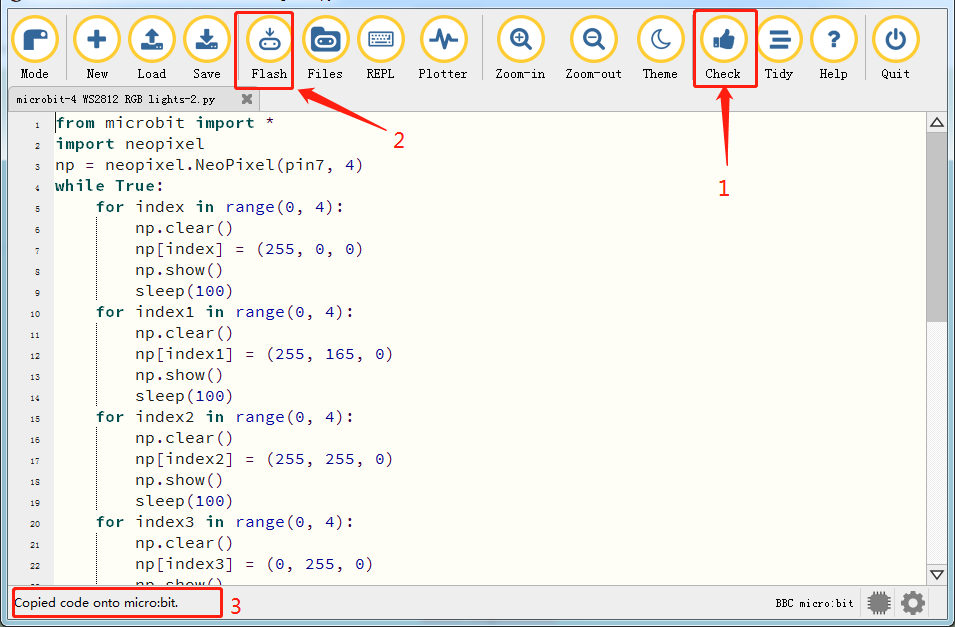 Mode New Load Save Flash Files REPL Plotter Zoom-in Zoom-out Theme Check Tidy Help Quit
microbit-4 WS2812 RGB lights-2.py
2
1
1 from microbit import *
2 import neopixel
3 np = neopixel.NeoPixel(pin7, 4)
4 while True:
5 for index in range(0, 4):
6 np.clear()
7 np[index] = (255, 0, 0)
8 np.show()
9 sleep(100)
10 for index1 in range(0, 4):
11 np.clear()
12 np[index1] = (255, 165, 0)
13 np.show()
14 sleep(100)
15 for index2 in range(0, 4):
16 np.clear()
17 np[index2] = (255, 255, 0)
18 np.show()
19 sleep(100)
20 for index3 in range(0, 4):
21 np.clear()
22 np[index3] = (0, 255, 0)
np.show()
Copied code onto micro:bit. 3
BBC micro:bit